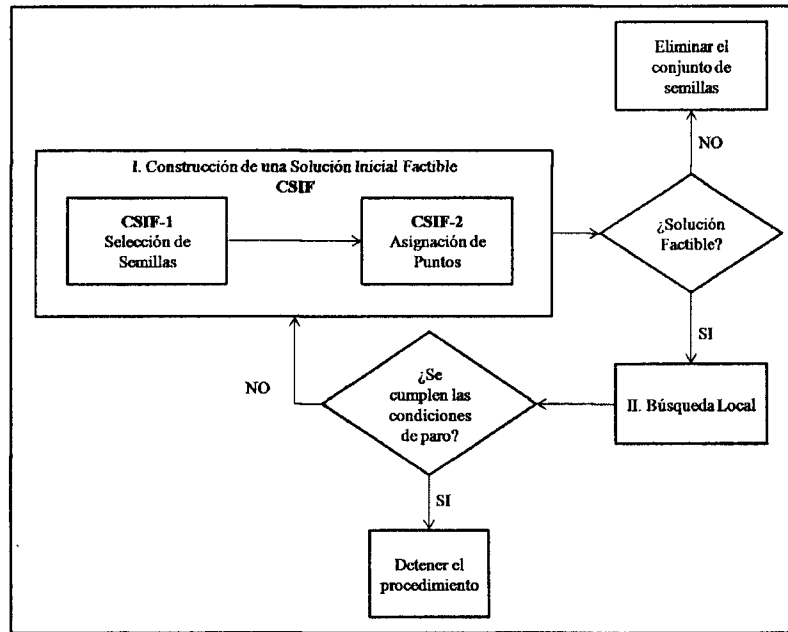 Eliminar el
conjunto de
semillas
NO
I. Construcción de una Solución Inicial Factible
CSIF
CSIF-1
Selección de
Semillas
CSIF-2
Asignación de
Puntos
¿Solución
Factible?
SI
¿Se
cumplen las
condiciones
de paro?
NO
II. Búsqueda Local
SI
Detener el
procedimiento